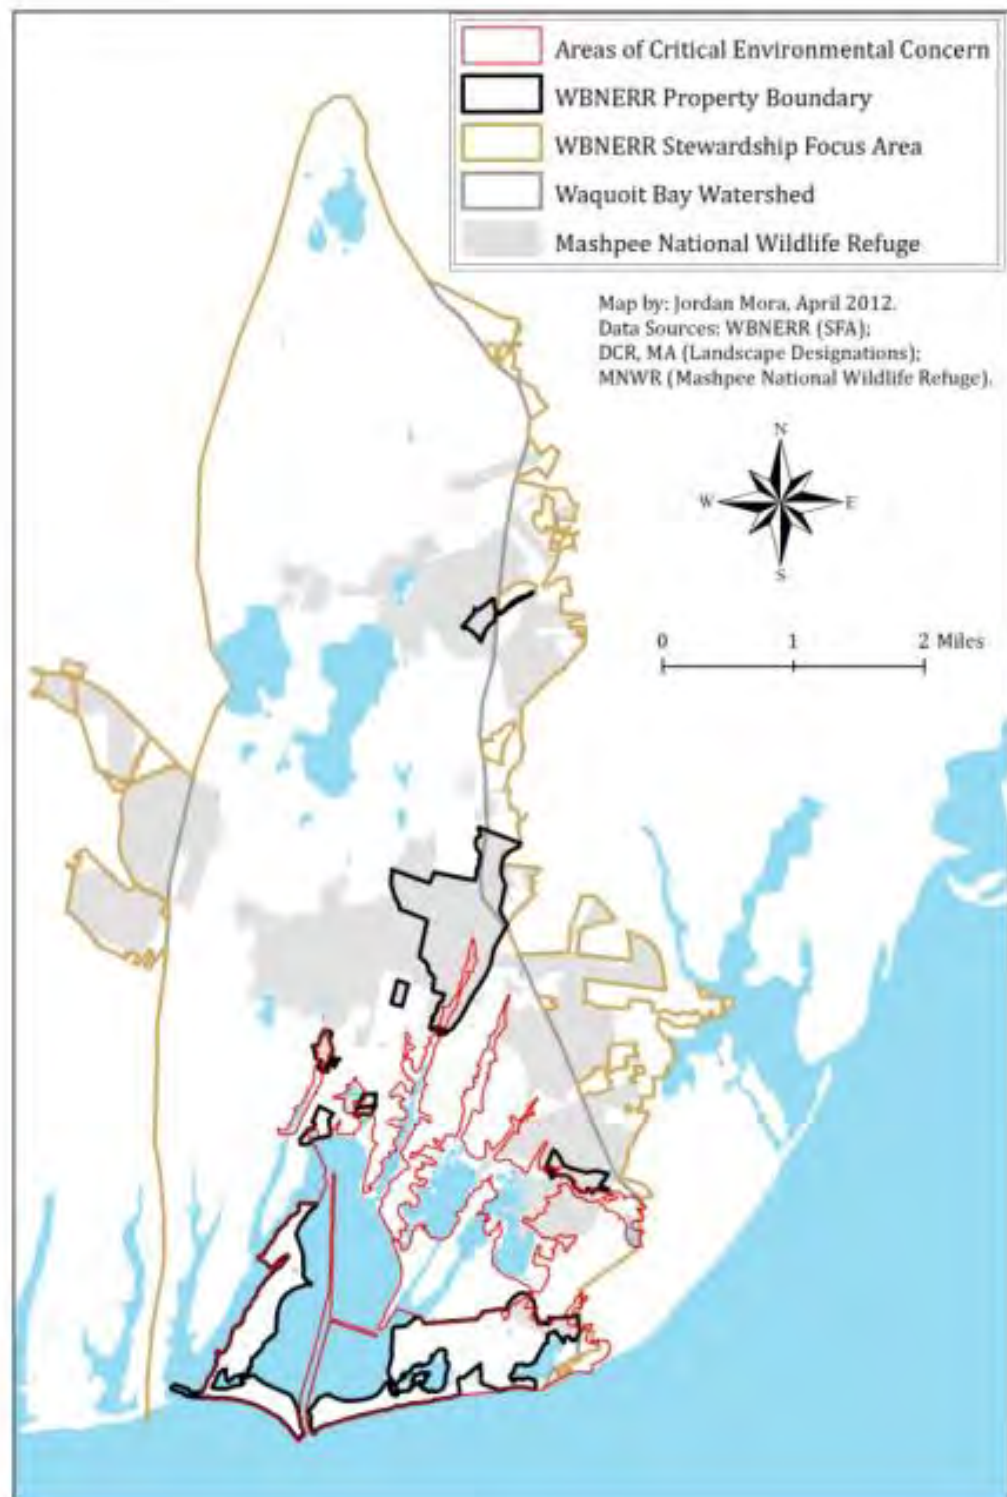 Areas of Critical Environmental Concern
WBNERR Property Boundary
WBNERR Stewardship Focus Area
Waquoit Bay Watershed
Mashpee National Wildlife Refuge
Map by: Jordan Mora, April 2012.
Data Sources: WBNERR (SFA);
DCR, MA (Landscape Designations);
MNWR (Mashpee National Wildlife Refuge).
N
W E
S
0 1 2 Miles